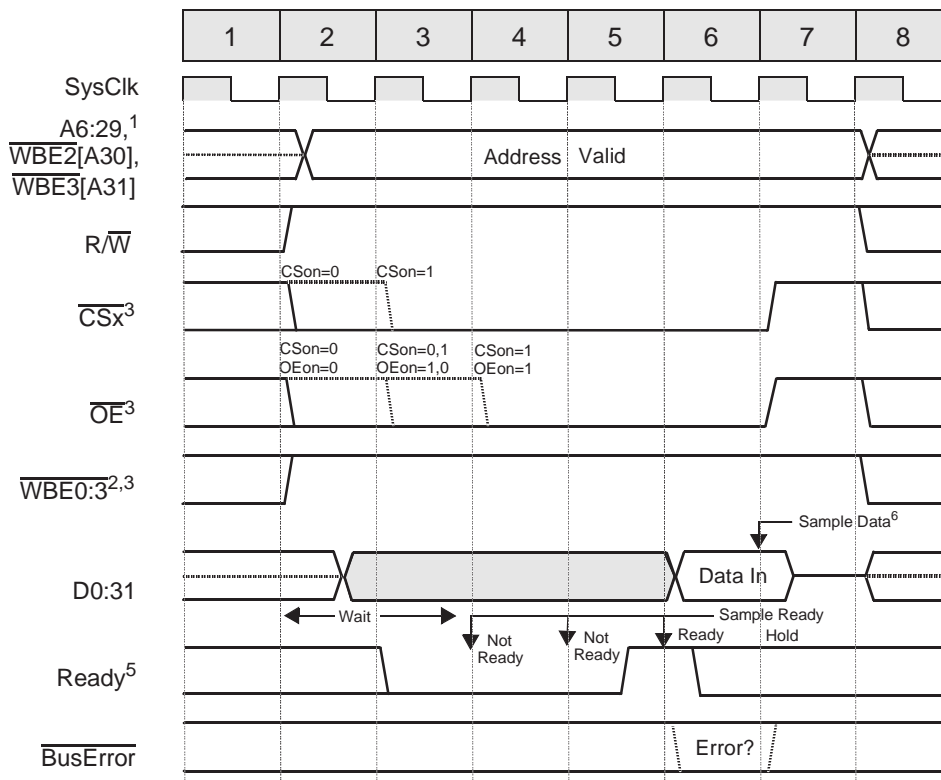 1 2 3 4 5 6 7 8
SysClk
A6:29,1
WBE2[A30],
WBE3[A31]
Address Valid
R/W
CSon=0 CSon=1
CSx3
CSon=0 CSon=0,1 CSon=1
OEon=0 OEon=1,0 OEon=1
OE3
WBE0:32,3
Sample Data6
D0:31
Data In
Wait
Sample Ready
Not Ready
Not Ready
Ready
Hold
Ready5
BusError
Error?